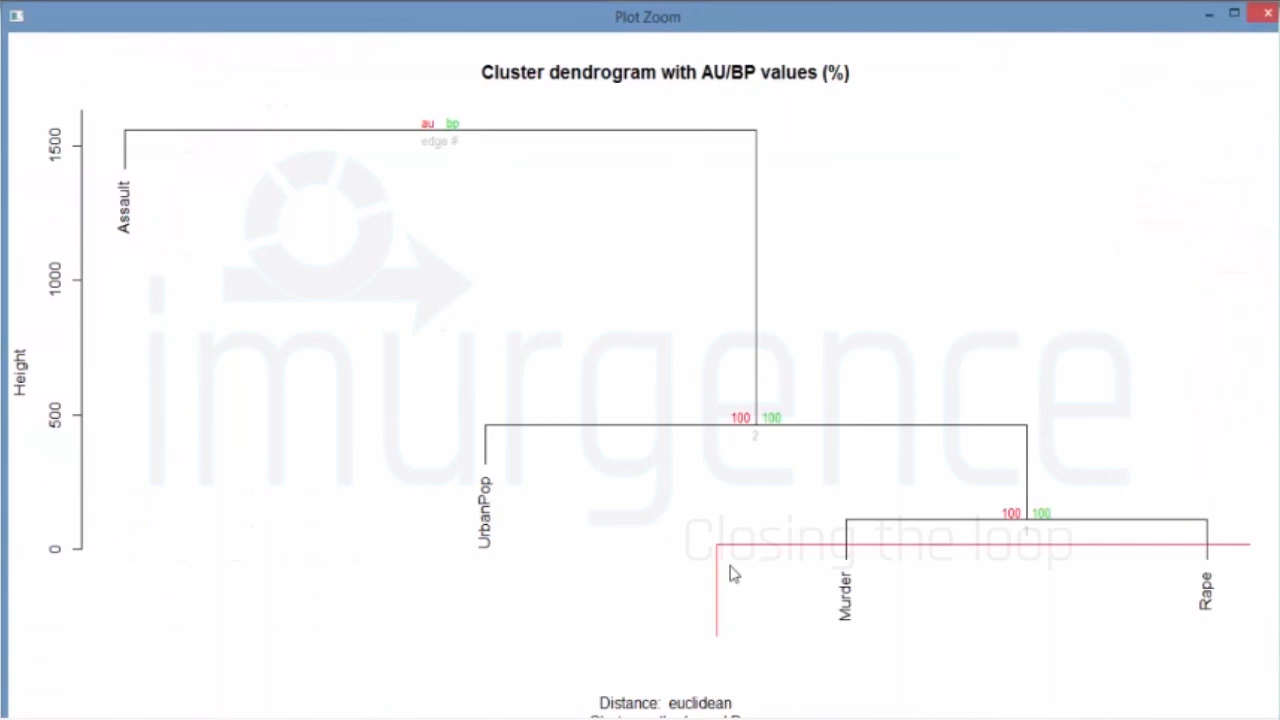 Plot Zoom
Cluster dendrogram with AU/BP values (%)
au bp
edge #
1500
1000
500
0
Height
Assault
100 100
2
UrbanPop
100 100
1
Murder
Rape
imurgence
Closing the loop
Distance: euclidean